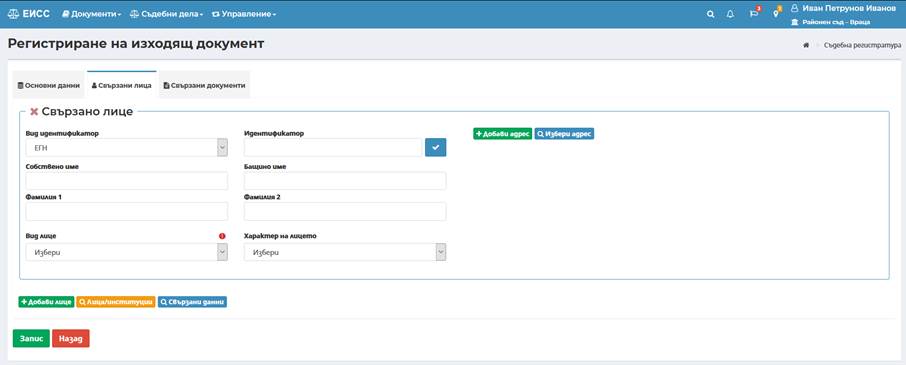 ЕИСС Документи Съдебни дела Управление 3 1 Иван Петрунов Иванов
Районен съд - Враца
Регистриране на изходящ документ
Съдебна регистратура
Основни данни Свързани лица Свързани документи
Свързано лице
Вид идентификатор Идентификатор
+ Добави адрес Избери адрес
ЕГН
Собствено име Бащино име
Фамилия 1 Фамилия 2
Вид лице Характер на лицето
Избери Избери
+ Добави лице Лица/институции Свързани данни
Запис Назад